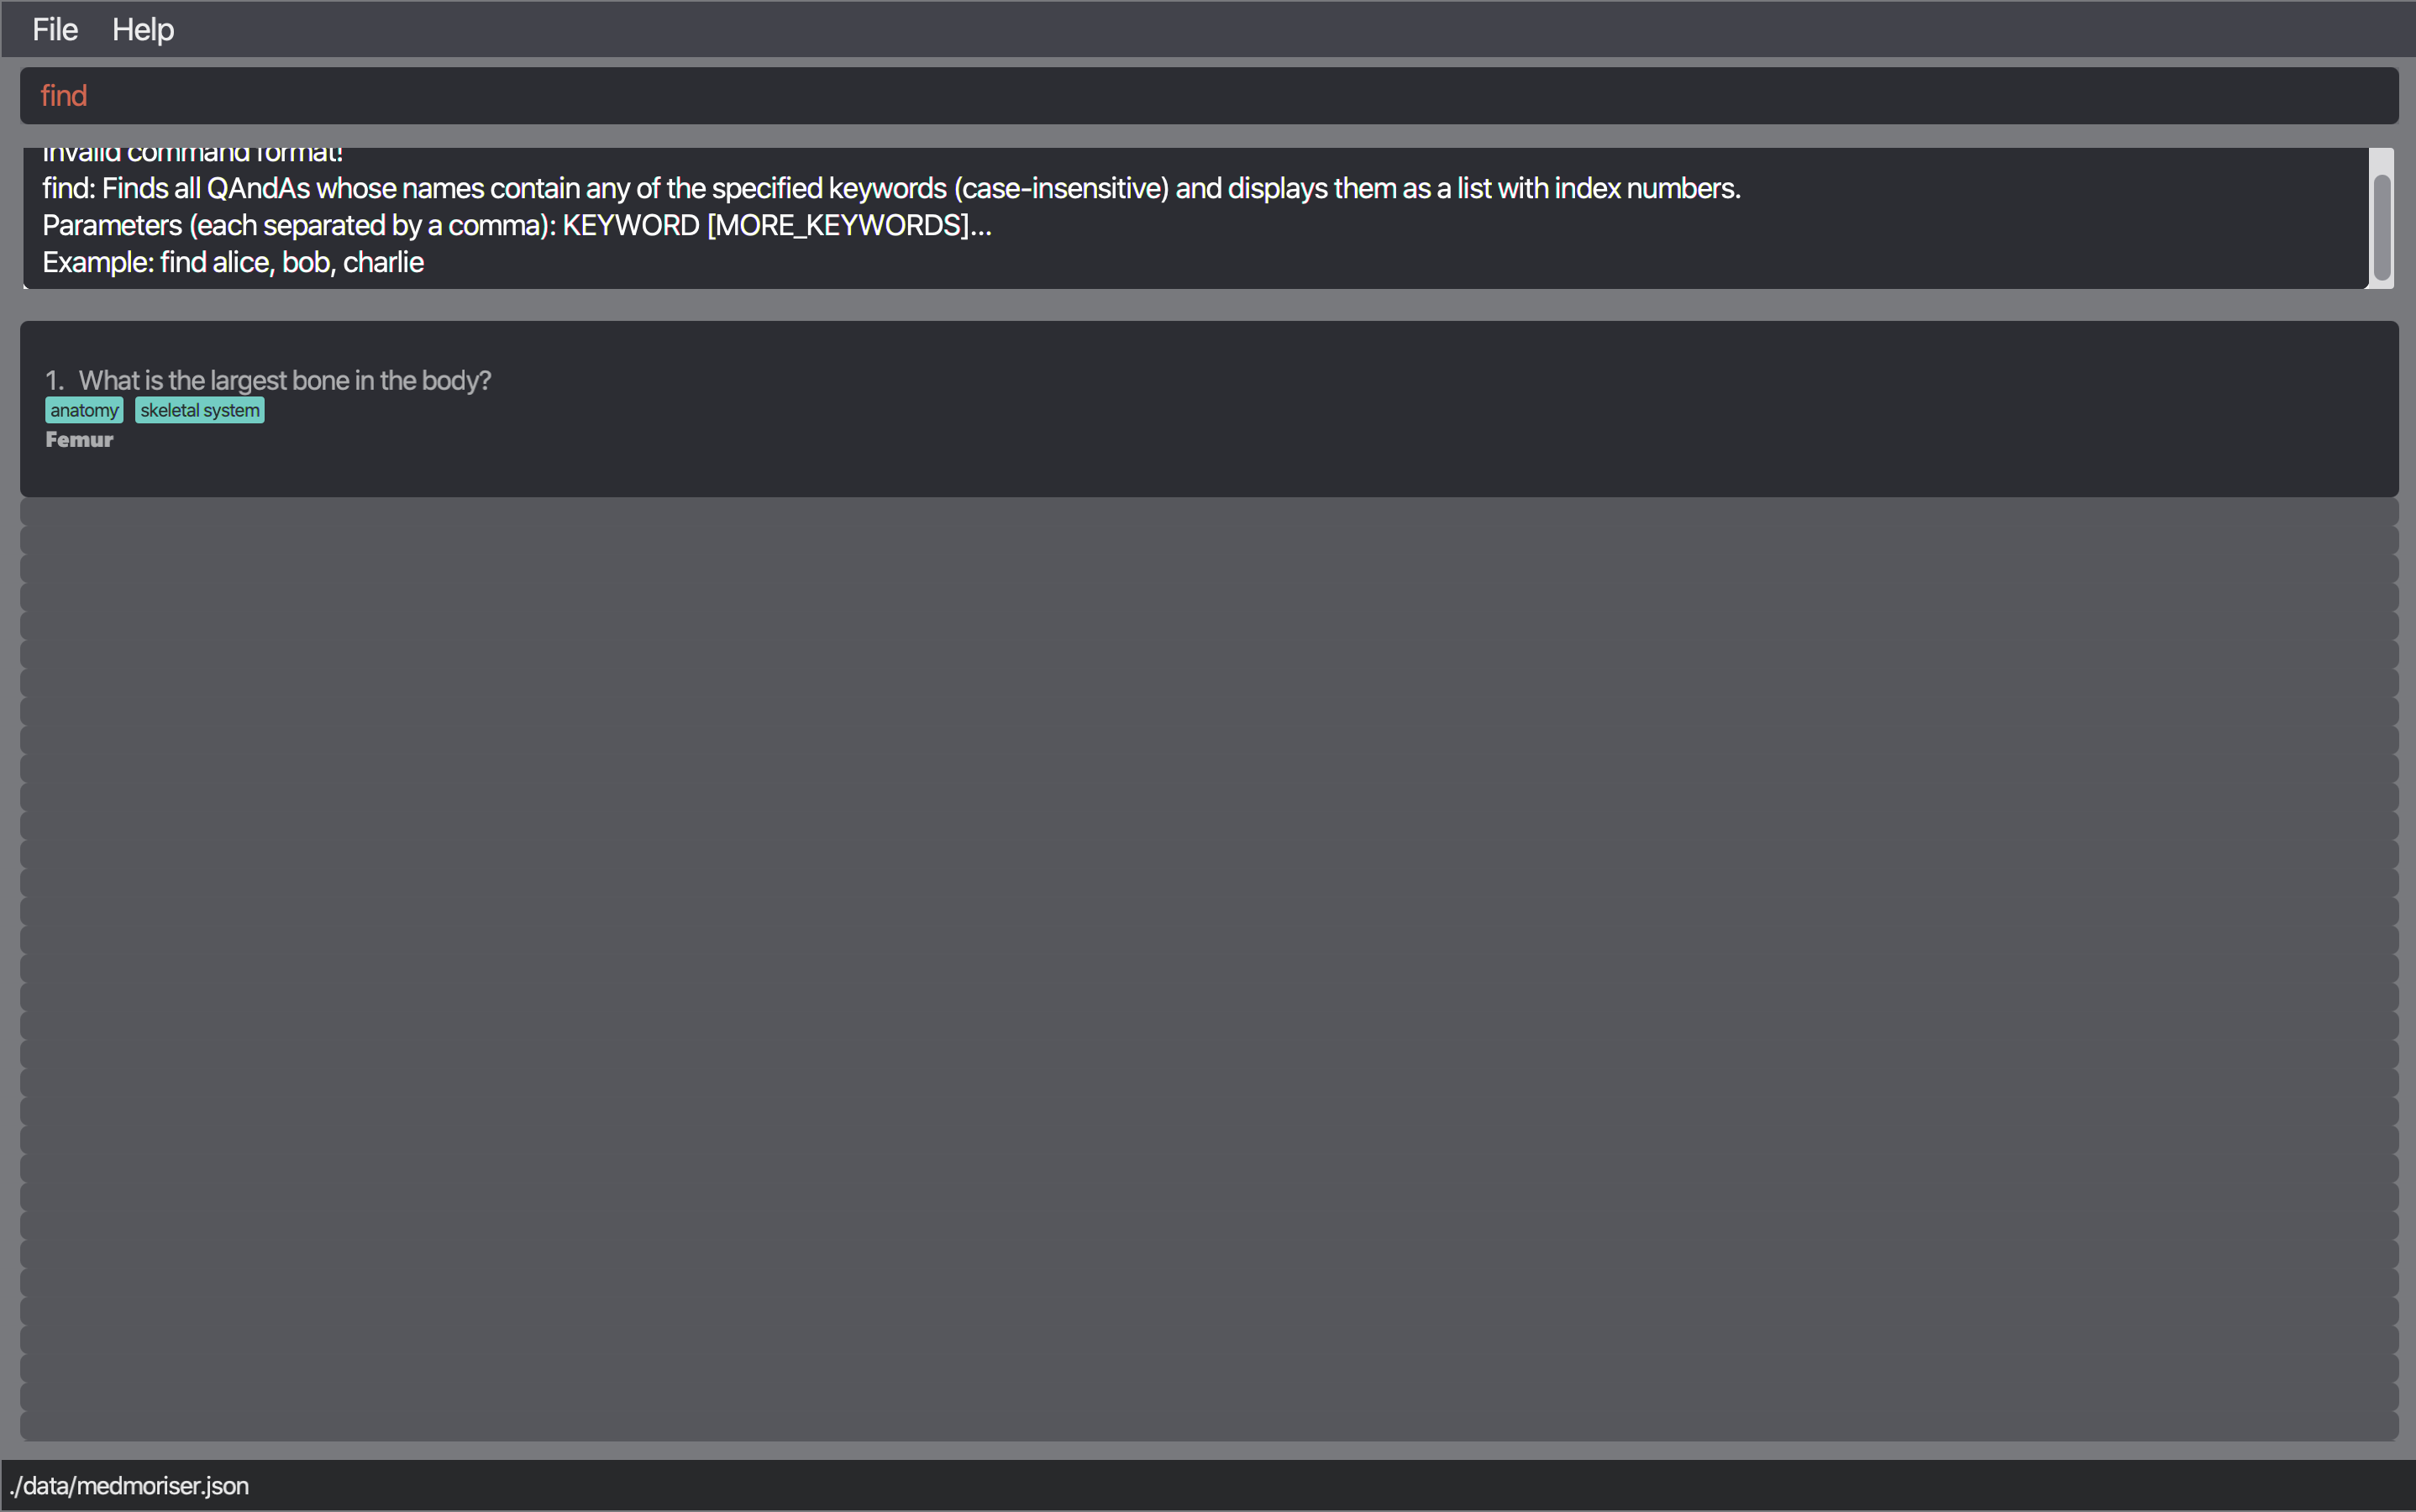 File Help
find
Invalid command format!
find: Finds all QAndAs whose names contain any of the specified keywords (case-insensitive) and displays them as a list with index numbers.
Parameters (each separated by a comma): KEYWORD [MORE_KEYWORDS]...
Example: find alice, bob, charlie
1. What is the largest bone in the body?
anatomy skeletal system
Femur
./data/medmoriser.json